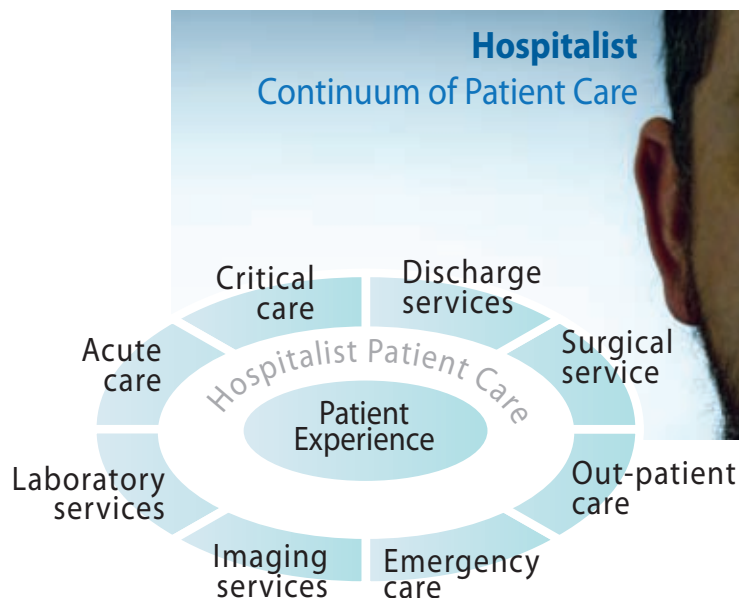 Hospitalist
Continuum of Patient Care
Critical
care
Discharge
services
Acute
care
Surgical
service
Hospitalist Patient Care
Patient
Experience
Laboratory
services
Out-patient
care
Imaging
services
Emergency
care